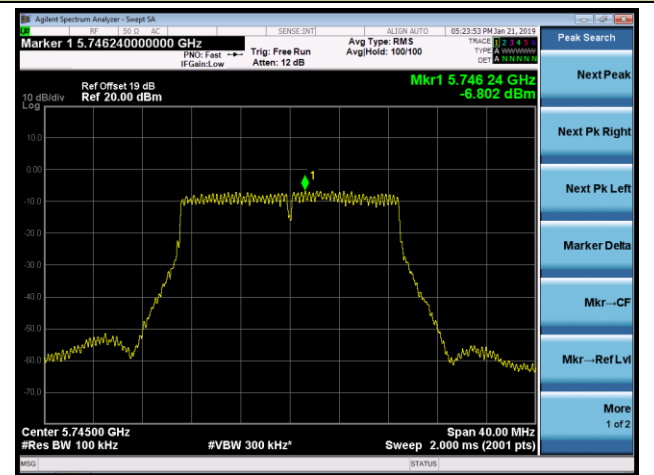 Agilent Spectrum Analyzer - Swept SA
RF 50 Ω AC SENSE:INT ALIGN AUTO 05:23:53 PM Jan 21, 2019
Marker 1 5.746240000000 GHz
PNO: Fast
IFGain:Low
Trig: Free Run
Atten: 12 dB
Avg Type: RMS
Avg|Hold: 100/100
TRACE 1 2 3 4 5 6
TYPE A WWWWW
DET A N N N N N
Peak Search
Mkr1 5.746 24 GHz
-6.802 dBm
Ref Offset 19 dB
10 dB/div Ref 20.00 dBm
Log
10.0
0.00
-10.0
-20.0
-30.0
-40.0
-50.0
-60.0
-70.0
1
Next Peak
Next Pk Right
Next Pk Left
Marker Delta
Mkr→CF
Mkr→Ref Lvl
More
1 of 2
Center 5.74500 GHz Span 40.00 MHz
#Res BW 100 kHz #VBW 300 kHz* Sweep 2.000 ms (2001 pts)
MSG STATUS